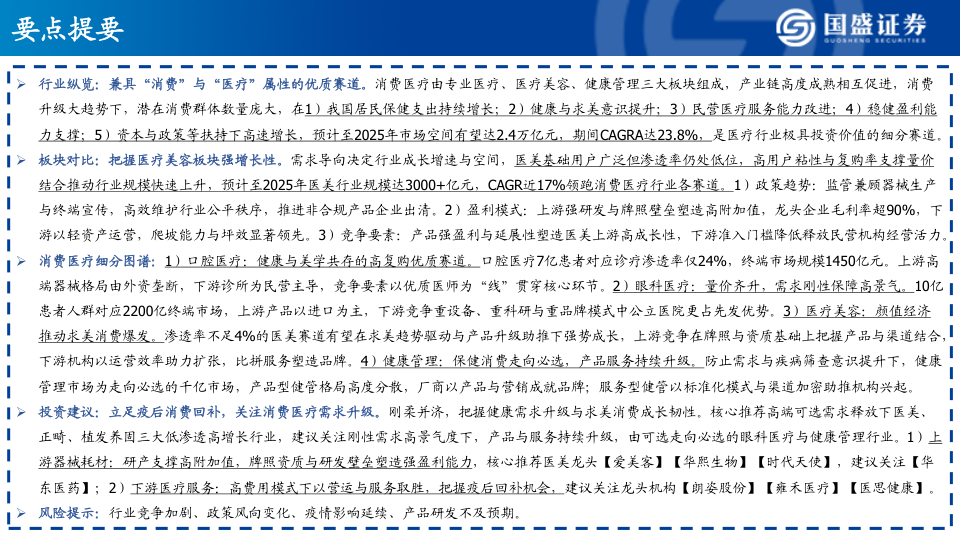 要点提要
国盛证券
GUOSHENG SECURITIES
➢ 行业纵览：兼具“消费”与“医疗”属性的优质赛道。消费医疗由专业医疗、医疗美容、健康管理三大板块组成，产业链高度成熟相互促进，消费
升级大趋势下，潜在消费群体数量庞大，在1）我国居民保健支出持续增长；2）健康与求美意识提升；3）民营医疗服务能力改进；4）稳健盈利能
力支撑；5）资本与政策等扶持下高速增长，预计至2025年市场空间有望达2.4万亿元，期间CAGRA达23.8%，是医疗行业极具投资价值的细分赛道。
➢ 板块对比：把握医疗美容板块强增长性。需求导向决定行业成长增速与空间，医美基础用户广泛但渗透率仍处低位，高用户粘性与复购率支撑量价
结合推动行业规模快速上升，预计至2025年医美行业规模达3000+亿元，CAGR近17%领跑消费医疗行业各赛道。1）政策趋势：监管兼顾器械生产
与终端宣传，高效维护行业公平秩序，推进非合规产品企业出清。2）盈利模式：上游强研发与牌照壁垒塑造高附加值，龙头企业毛利率超90%，下
游以轻资产运营，爬坡能力与坪效显著领先。3）竞争要素：产品强盈利与延展性塑造医美上游高成长性，下游准入门槛降低释放民营机构经营活力。
➢ 消费医疗细分图谱：1）口腔医疗：健康与美学共存的高复购优质赛道。口腔医疗7亿患者对应诊疗渗透率仅24%，终端市场规模1450亿元。上游高
端器械格局由外资垄断，下游诊所为民营主导，竞争要素以优质医师为“线”贯穿核心环节。2）眼科医疗：量价齐升，需求刚性保障高景气。10亿
患者人群对应2200亿终端市场，上游产品以进口为主，下游竞争重设备、重科研与重品牌模式中公立医院更占先发优势。3）医疗美容：颜值经济
推动求美消费爆发。渗透率不足4%的医美赛道有望在求美趋势驱动与产品升级助推下强势成长，上游竞争在牌照与资质基础上把握产品与渠道结合，
下游机构以运营效率助力扩张，比拼服务塑造品牌。4）健康管理：保健消费走向必选，产品服务持续升级。防止需求与疾病筛查意识提升下，健康
管理市场为走向必选的千亿市场，产品型健管格局高度分散，厂商以产品与营销成就品牌；服务型健管以标准化模式与渠道加密助推机构兴起。
➢ 投资建议：立足疫后消费回补，关注消费医疗需求升级。刚柔并济，把握健康需求升级与求美消费成长韧性。核心推荐高端可选需求释放下医美、
正畸、植发养固三大低渗透高增长行业，建议关注刚性需求高景气度下，产品与服务持续升级，由可选走向必选的眼科医疗与健康管理行业。1）上
游器械耗材：研产支撑高附加值，牌照资质与研发壁垒塑造强盈利能力，核心推荐医美龙头【爱美客】【华熙生物】【时代天使】，建议关注【华
东医药】；2）下游医疗服务：高费用模式下以营运与服务取胜，把握疫后回补机会，建议关注龙头机构【朗姿股份】【雍禾医疗】【医思健康】。
➢ 风险提示：行业竞争加剧、政策风向变化、疫情影响延续、产品研发不及预期。